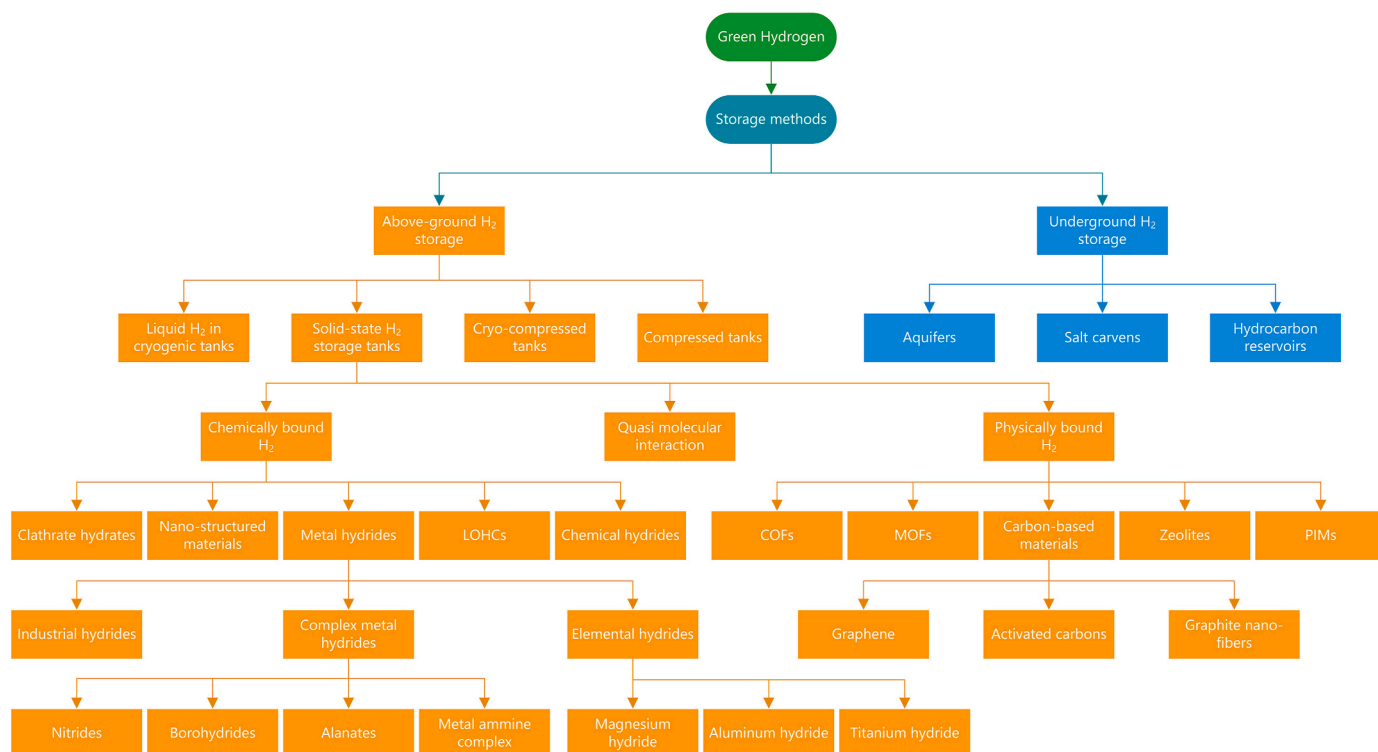 Green Hydrogen
Storage methods
Above-ground H₂
storage
Underground H₂
storage
Liquid H₂ in
cryogenic tanks
Solid-state H₂
storage tanks
Cryo-compressed
tanks
Compressed tanks
Aquifers
Salt carvens
Hydrocarbon
reservoirs
Chemically bound
H₂
Quasi molecular
interaction
Physically bound
H₂
Clathrate hydrates
Nano-structured
materials
Metal hydrides
LOHCs
Chemical hydrides
COFs
MOFs
Carbon-based
materials
Zeolites
PIMs
Industrial hydrides
Complex metal
hydrides
Elemental hydrides
Graphene
Activated carbons
Graphite nano-
fibers
Nitrides
Borohydrides
Alanates
Metal ammine
complex
Magnesium
hydride
Aluminum hydride
Titanium hydride